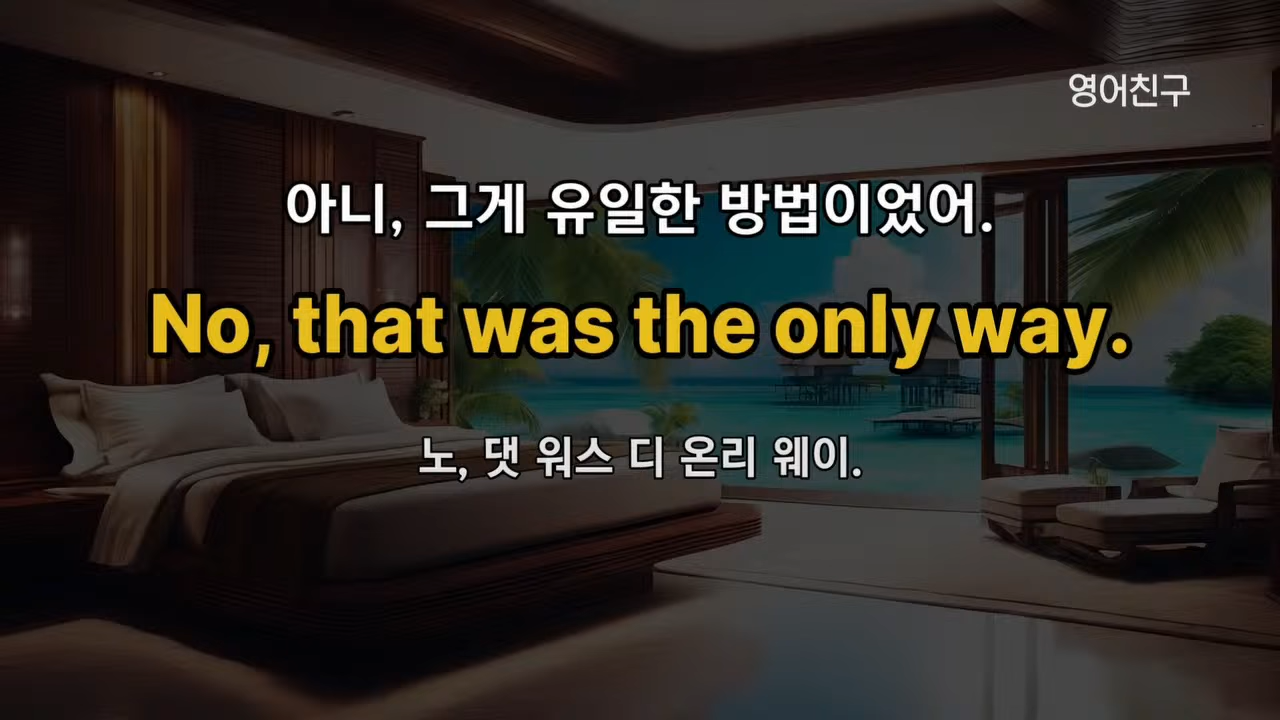 영어친구
아니, 그게 유일한 방법이었어.
No, that was the only way.
노, 댓 워스 디 온리 웨이.